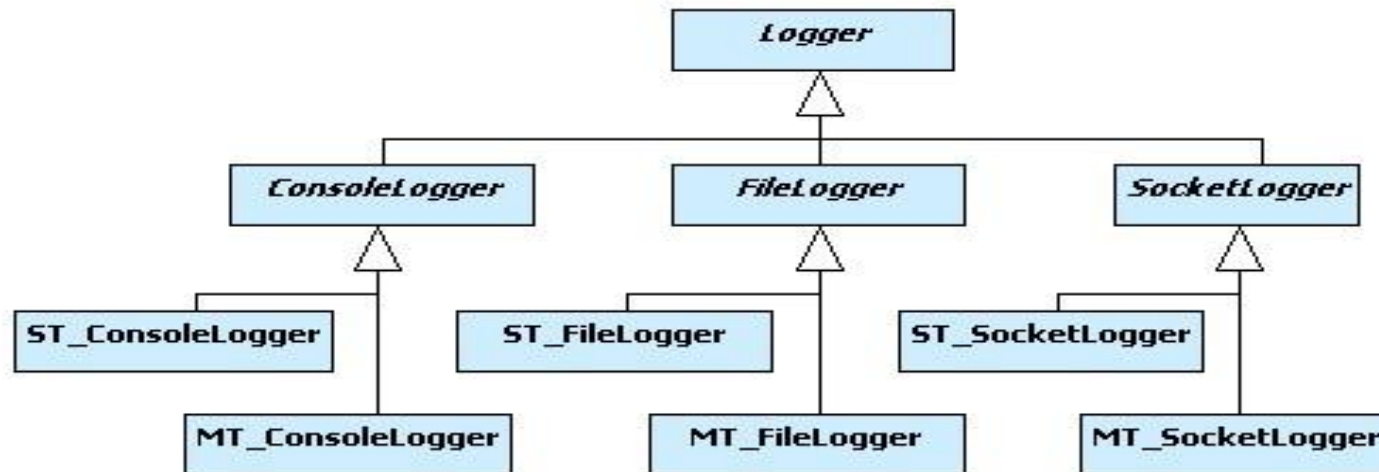 Logger
ConsoleLogger
FileLogger
SocketLogger
ST_ConsoleLogger
ST_FileLogger
ST_SocketLogger
MT_ConsoleLogger
MT_FileLogger
MT_SocketLogger